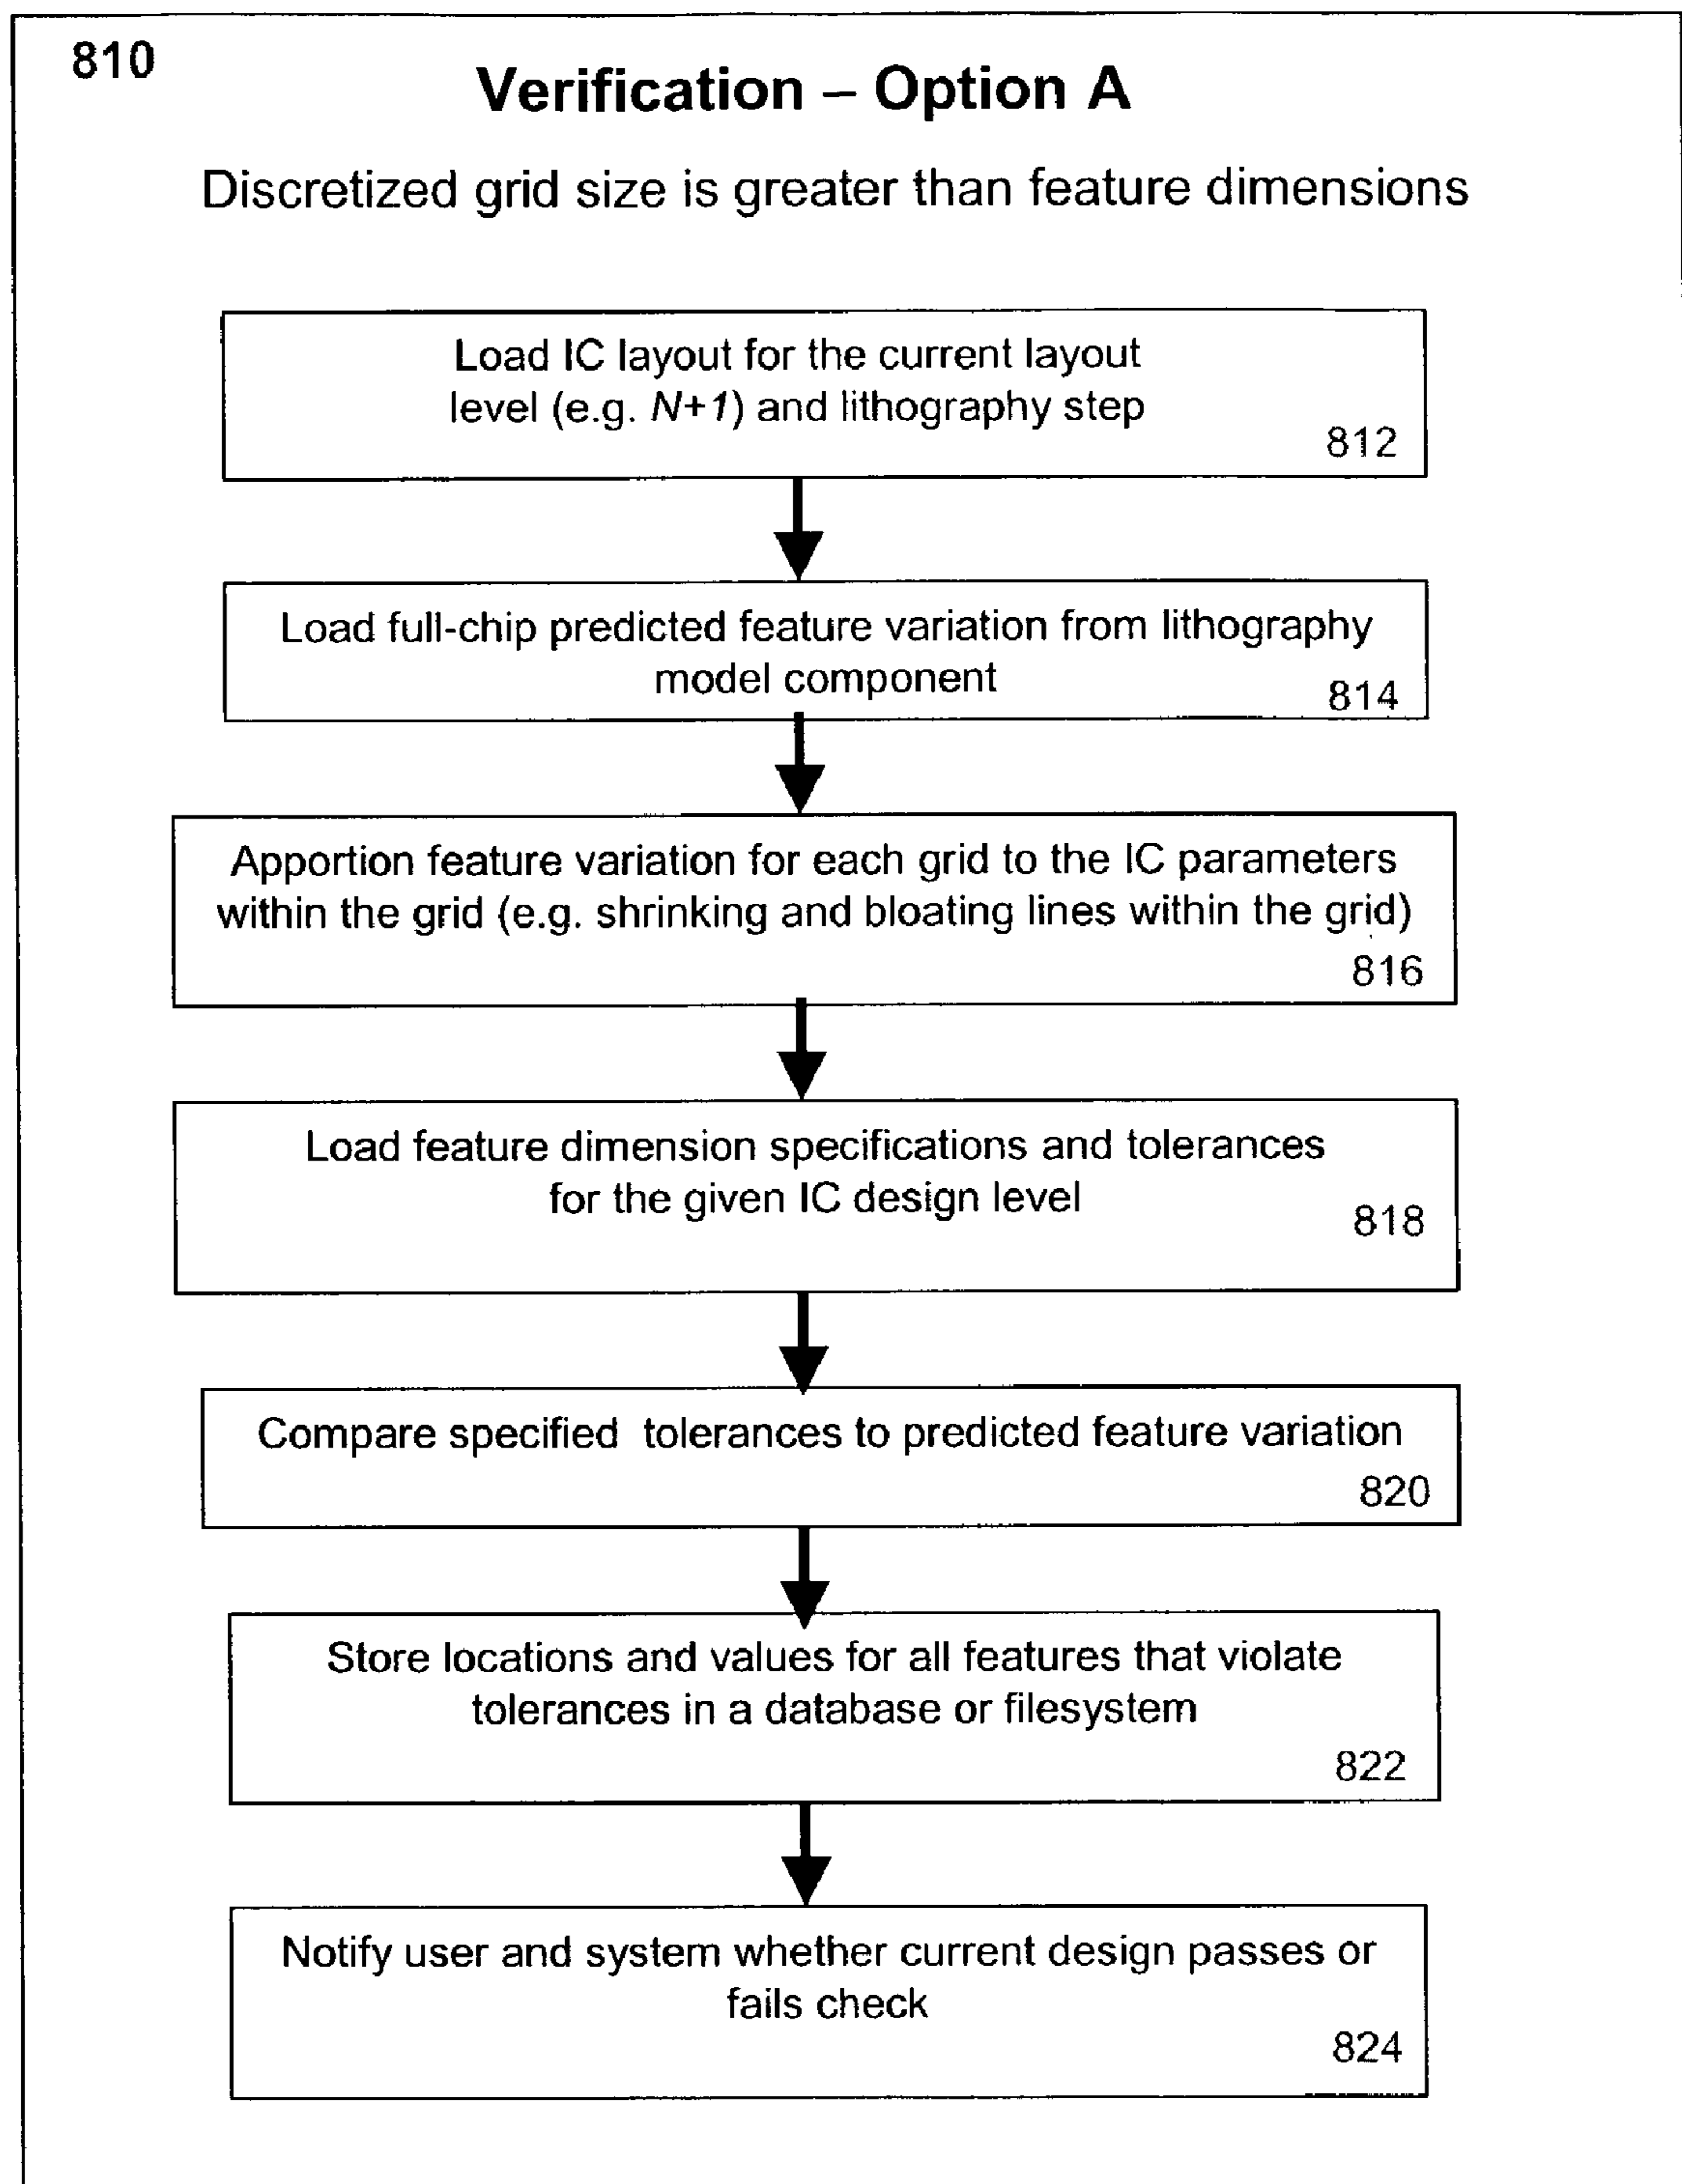 810
Verification – Option A
Discretized grid size is greater than feature dimensions
Load IC layout for the current layout
level (e.g. N+1) and lithography step
812
Load full-chip predicted feature variation from lithography
model component
814
Apportion feature variation for each grid to the IC parameters
within the grid (e.g. shrinking and bloating lines within the grid)
816
Load feature dimension specifications and tolerances
for the given IC design level
818
Compare specified tolerances to predicted feature variation
820
Store locations and values for all features that violate
tolerances in a database or filesystem
822
Notify user and system whether current design passes or
fails check
824